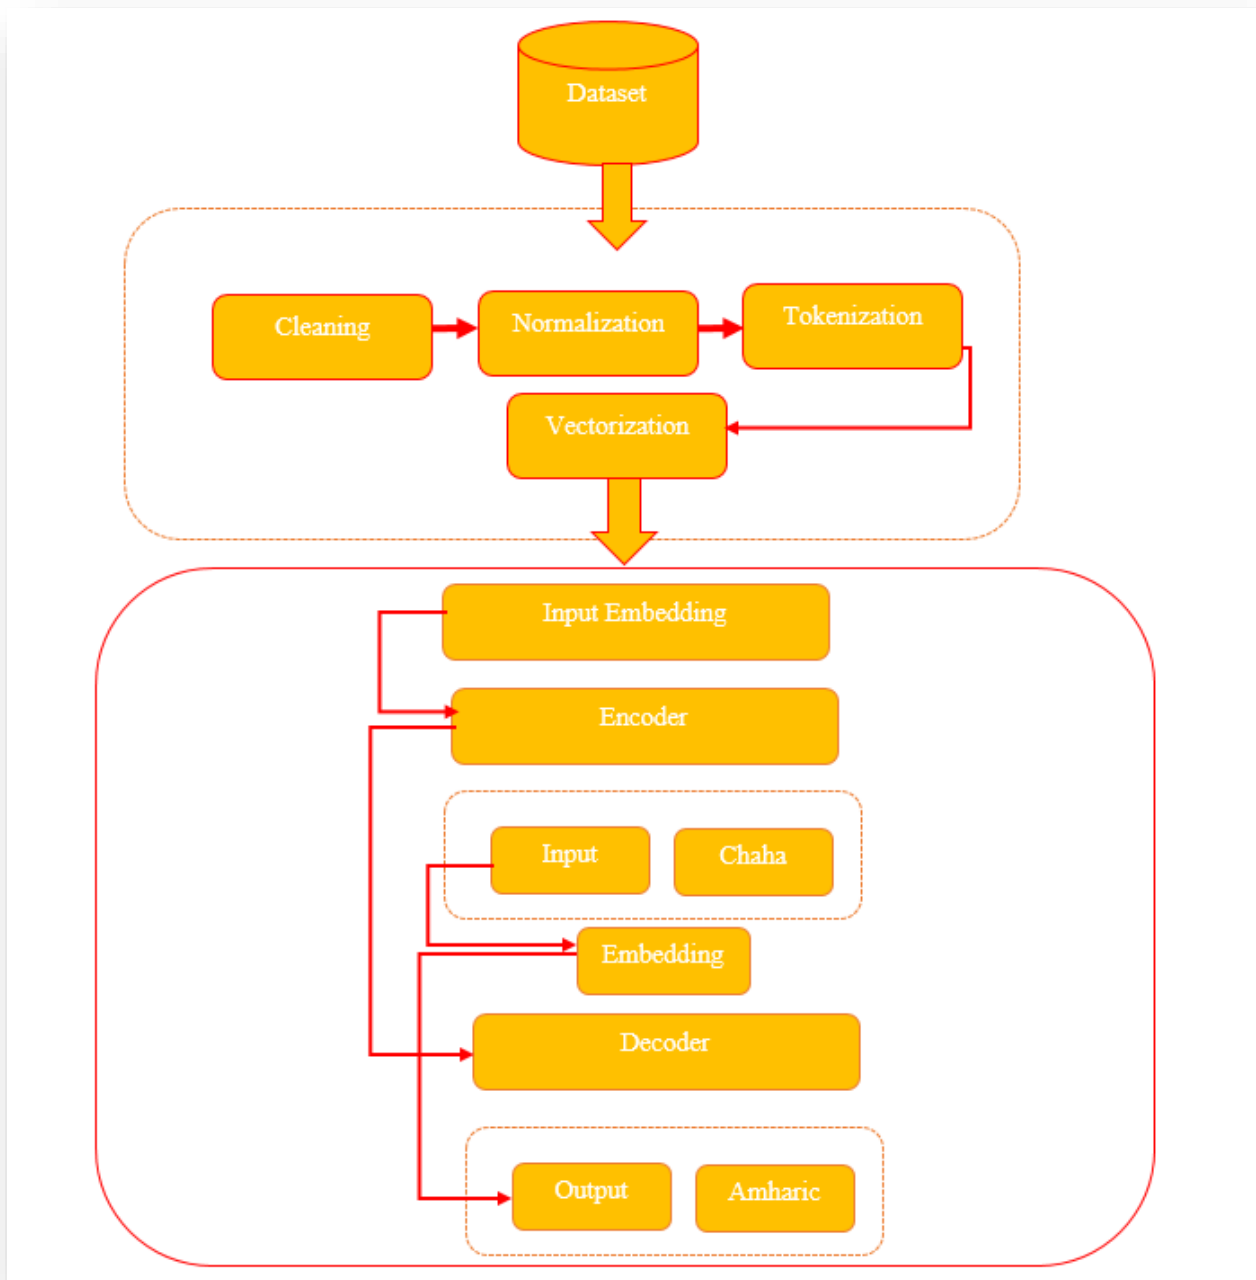 Dataset
Cleaning
Normalization
Tokenization
Vectorization
Input Embedding
Encoder
Input
Chaha
Embedding
Decoder
Output
Amharic